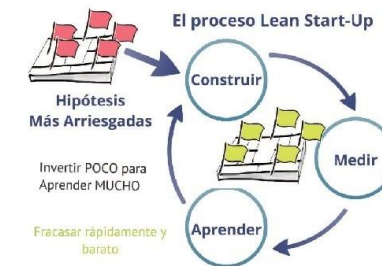 El proceso Lean Start-Up
Construir
Hipótesis
Más Arriesgadas
Medir
Invertir POCO para
Aprender MUCHO
Fracasar rápidamente y
barato
Aprender